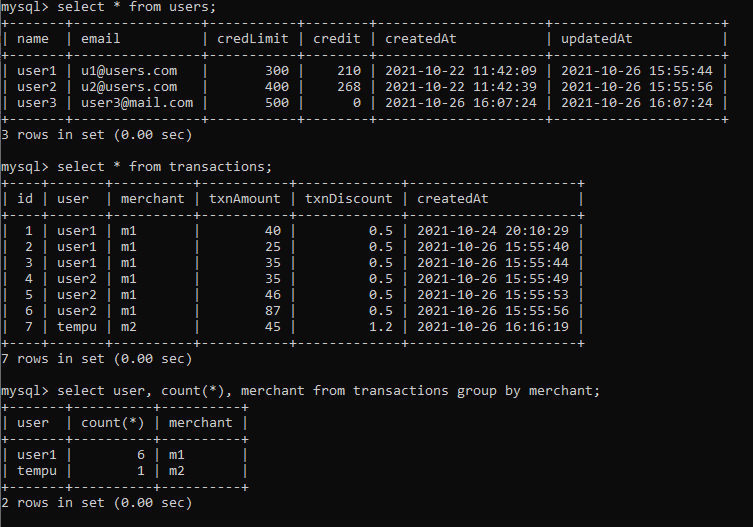 mysql> select * from users;
+-------+----------------+-----------+--------+---------------------+---------------------+
| name | email | credLimit | credit | createdAt | updatedAt |
+-------+----------------+-----------+--------+---------------------+---------------------+
| user1 | u1@users.com | 300 | 210 | 2021-10-22 11:42:09 | 2021-10-26 15:55:44 |
| user2 | u2@users.com | 400 | 268 | 2021-10-22 11:42:39 | 2021-10-26 15:55:56 |
| user3 | user3@mail.com | 500 | 0 | 2021-10-26 16:07:24 | 2021-10-26 16:07:24 |
+-------+----------------+-----------+--------+---------------------+---------------------+
3 rows in set (0.00 sec)
mysql> select * from transactions;
+----+-------+----------+-----------+-------------+---------------------+
| id | user | merchant | txnAmount | txnDiscount | createdAt |
+----+-------+----------+-----------+-------------+---------------------+
| 1 | user1 | m1 | 40 | 0.5 | 2021-10-24 20:10:29 |
| 2 | user1 | m1 | 25 | 0.5 | 2021-10-26 15:55:40 |
| 3 | user1 | m1 | 35 | 0.5 | 2021-10-26 15:55:44 |
| 4 | user2 | m1 | 35 | 0.5 | 2021-10-26 15:55:49 |
| 5 | user2 | m1 | 46 | 0.5 | 2021-10-26 15:55:53 |
| 6 | user2 | m1 | 87 | 0.5 | 2021-10-26 15:55:56 |
| 7 | tempu | m2 | 45 | 1.2 | 2021-10-26 16:16:19 |
+----+-------+----------+-----------+-------------+---------------------+
7 rows in set (0.00 sec)
mysql> select user, count(*), merchant from transactions group by merchant;
+-------+----------+----------+
| user | count(*) | merchant |
+-------+----------+----------+
| user1 | 6 | m1 |
| tempu | 1 | m2 |
+-------+----------+----------+
2 rows in set (0.00 sec)